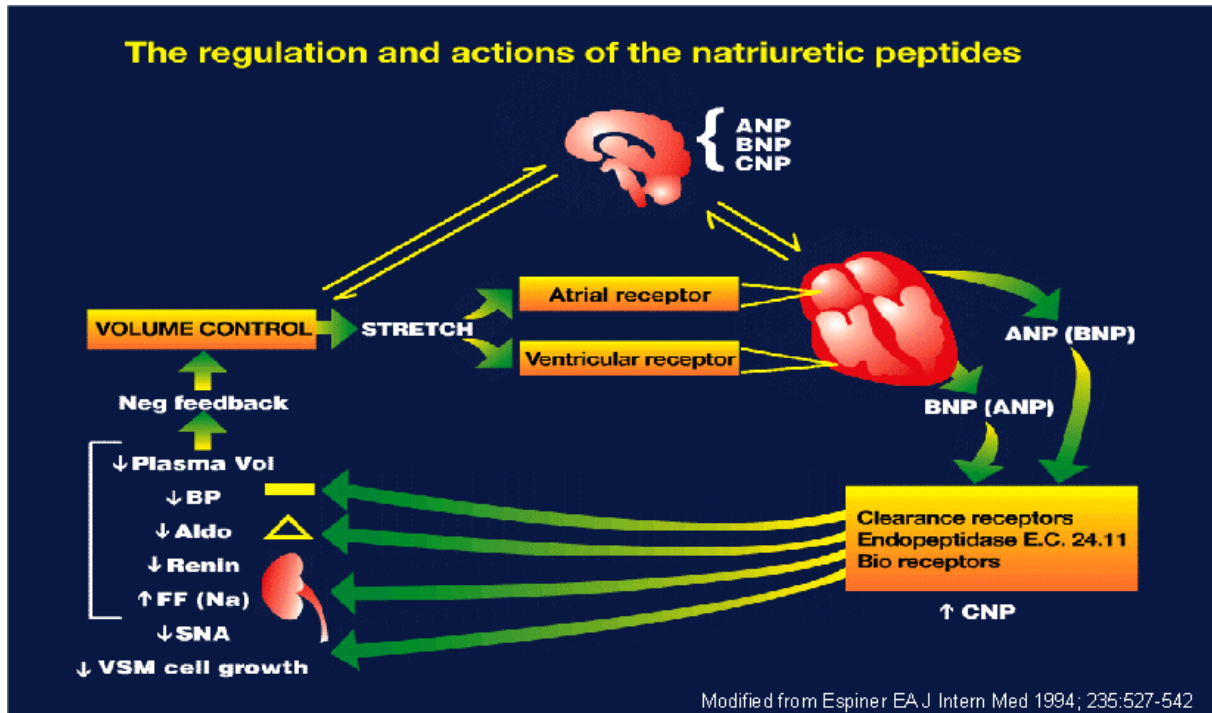 The regulation and actions of the natriuretic peptides
ANP
BNP
CNP
Atrial receptor
VOLUME CONTROL
STRETCH
ANP (BNP)
Ventricular receptor
Neg feedback
BNP (ANP)
↓ Plasma Vol
↓ BP
↓ Aldo
↓ Renin
↑ FF (Na)
↓ SNA
↓ VSM cell growth
Clearance receptors
Endopeptidase E.C. 24.11
Bio receptors
↑ CNP
Modified from Espiner EA J Intern Med 1994; 235:527-542